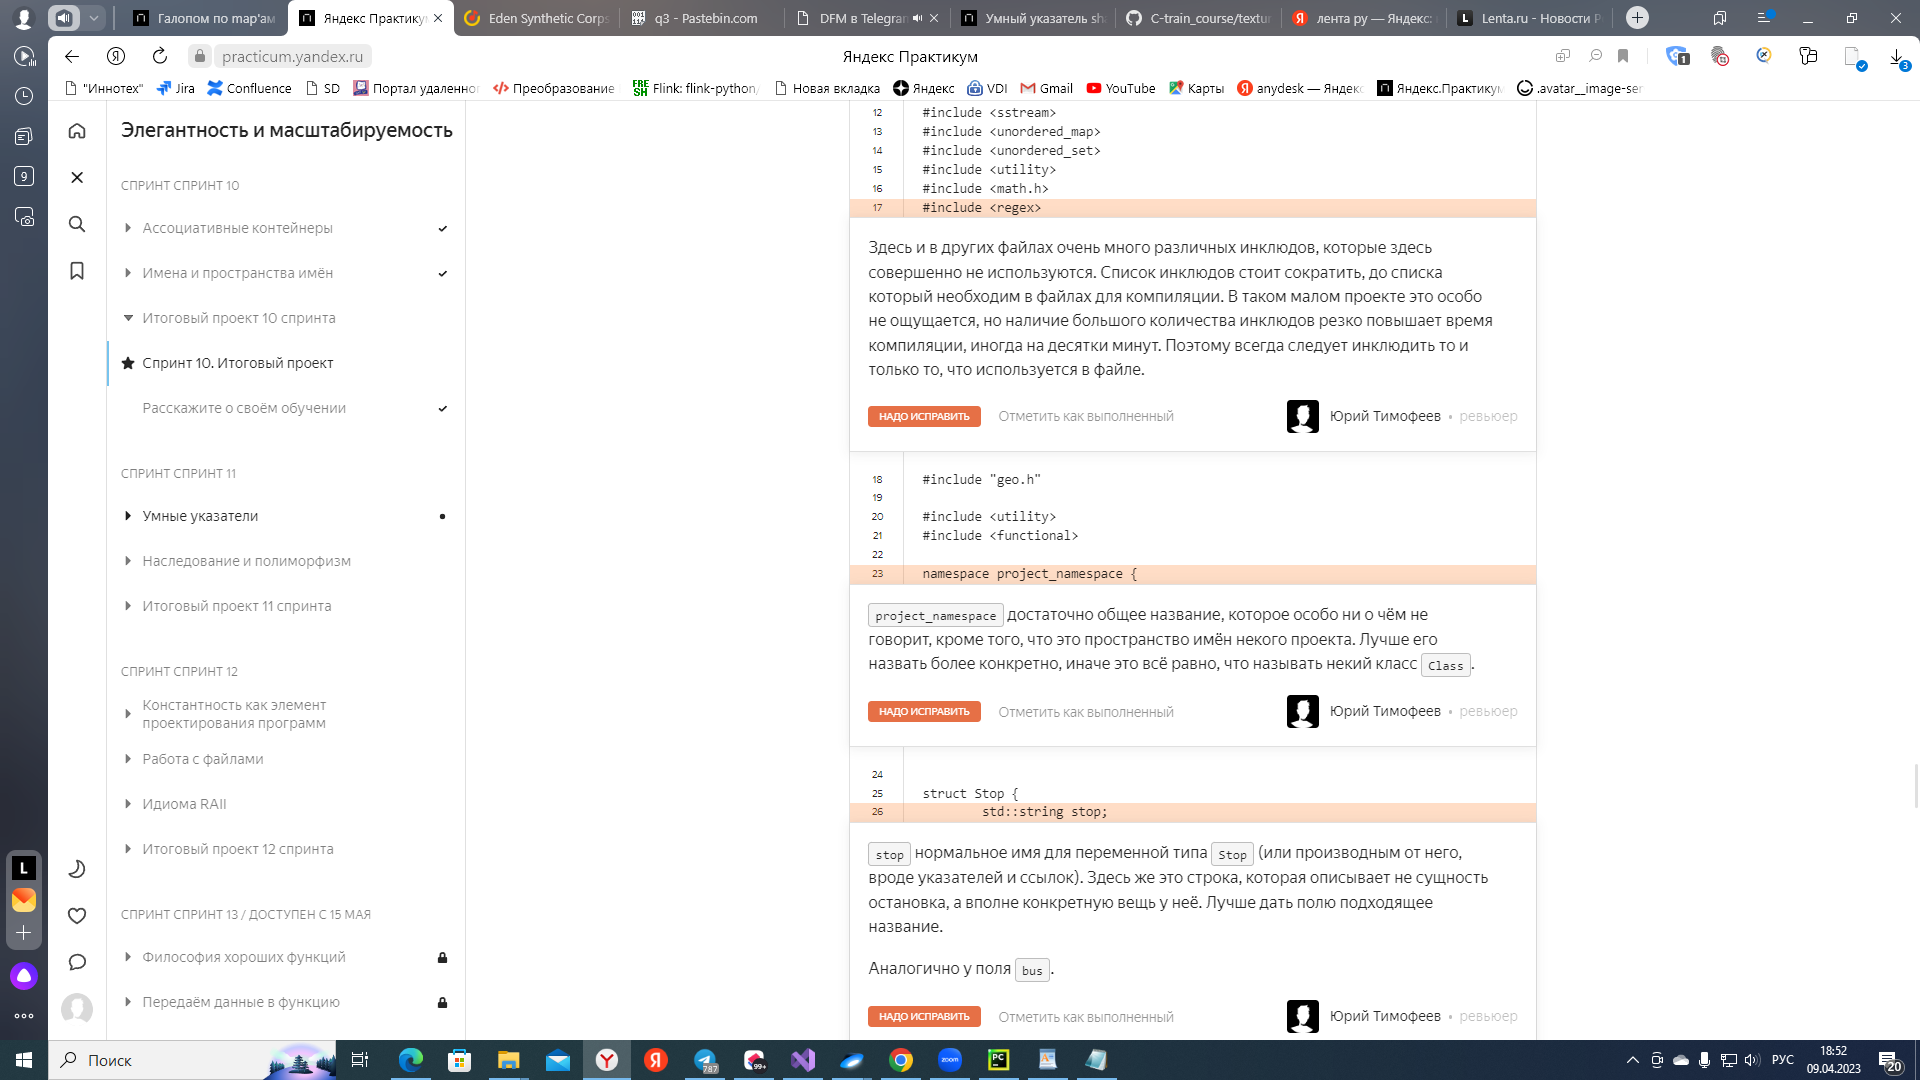 Галопом по map'ам
Яндекс Практику
Eden Synthetic Corps
q3 - Pastebin.com
DFM в Telegram
Умный указатель sha
C-train_course/textur
лента ру — Яндекс:
Lenta.ru - Новости Р
practicum.yandex.ru
Яндекс Практикум
1
3
"Иннотех"
Jira
Confluence
SD
Портал удаленног
Преобразование
Flink: flink-python/
Новая вкладка
Яндекс
VDI
Gmail
YouTube
Карты
anydesk — Яндекс
Яндекс.Практикум
.avatar__image-ser
9
Элегантность и масштабируемость
СПРИНТ СПРИНТ 10
Ассоциативные контейнеры
Имена и пространства имён
Итоговый проект 10 спринта
Спринт 10. Итоговый проект
Расскажите о своём обучении
СПРИНТ СПРИНТ 11
Умные указатели
Наследование и полиморфизм
Итоговый проект 11 спринта
СПРИНТ СПРИНТ 12
Константность как элемент
проектирования программ
Работа с файлами
Идиома RAII
Итоговый проект 12 спринта
СПРИНТ СПРИНТ 13 / ДОСТУПЕН С 15 МАЯ
Философия хороших функций
Передаём данные в функцию
12 #include <sstream>
13 #include <unordered_map>
14 #include <unordered_set>
15 #include <utility>
16 #include <math.h>
17 #include <regex>
Здесь и в других файлах очень много различных инклюдов, которые здесь
совершенно не используются. Список инклюдов стоит сократить, до списка
который необходим в файлах для компиляции. В таком малом проекте это особо
не ощущается, но наличие большого количества инклюдов резко повышает время
компиляции, иногда на десятки минут. Поэтому всегда следует инклюдить то и
только то, что используется в файле.
НАДО ИСПРАВИТЬ Отметить как выполненный Юрий Тимофеев • ревьюер
18 #include "geo.h"
19
20 #include <utility>
21 #include <functional>
22
23 namespace project_namespace {
project_namespace достаточно общее название, которое особо ни о чём не
говорит, кроме того, что это пространство имён некого проекта. Лучше его
назвать более конкретно, иначе это всё равно, что называть некий класс Class.
НАДО ИСПРАВИТЬ Отметить как выполненный Юрий Тимофеев • ревьюер
24
25 struct Stop {
26 std::string stop;
stop нормальное имя для переменной типа Stop (или производным от него,
вроде указателей и ссылок). Здесь же это строка, которая описывает не сущность
остановка, а вполне конкретную вещь у неё. Лучше дать полю подходящее
название.
Аналогично у поля bus.
НАДО ИСПРАВИТЬ Отметить как выполненный Юрий Тимофеев • ревьюер
L
Поиск
787
99+
zoom
PC
РУС
18:52
09.04.2023
20